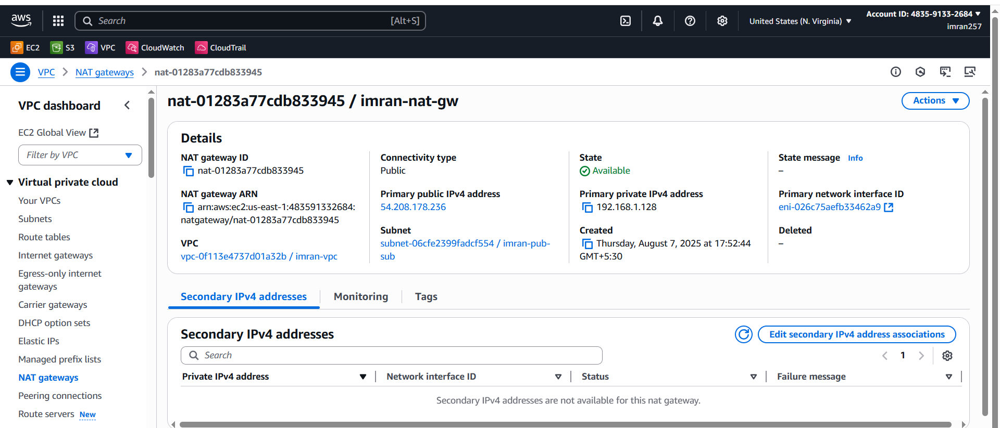 aws
Search [Alt+S]
United States (N. Virginia)
Account ID: 4835-9133-2684
imran257
EC2 S3 VPC CloudWatch CloudTrail
VPC NAT gateways nat-01283a77cdb833945
VPC dashboard
EC2 Global View
Filter by VPC
Virtual private cloud
Your VPCs
Subnets
Route tables
Internet gateways
Egress-only internet
gateways
Carrier gateways
DHCP option sets
Elastic IPs
Managed prefix lists
NAT gateways
Peering connections
Route servers New
nat-01283a77cdb833945 / imran-nat-gw
Actions
Details
NAT gateway ID
nat-01283a77cdb833945
NAT gateway ARN
arn:aws:ec2:us-east-1:483591332684:
natgateway/nat-01283a77cdb833945
VPC
vpc-0f113e4737d01a32b / imran-vpc
Connectivity type
Public
Primary public IPv4 address
54.208.178.236
Subnet
subnet-06cfe2399fadcf554 / imran-pub-
sub
State
Available
Primary private IPv4 address
192.168.1.128
Created
Thursday, August 7, 2025 at 17:52:44
GMT+5:30
State message Info
–
Primary network interface ID
eni-026c75aefb33462a9
Deleted
–
Secondary IPv4 addresses Monitoring Tags
Secondary IPv4 addresses
Edit secondary IPv4 address associations
Search
1
Private IPv4 address Network interface ID Status Failure message
Secondary IPv4 addresses are not available for this nat gateway.